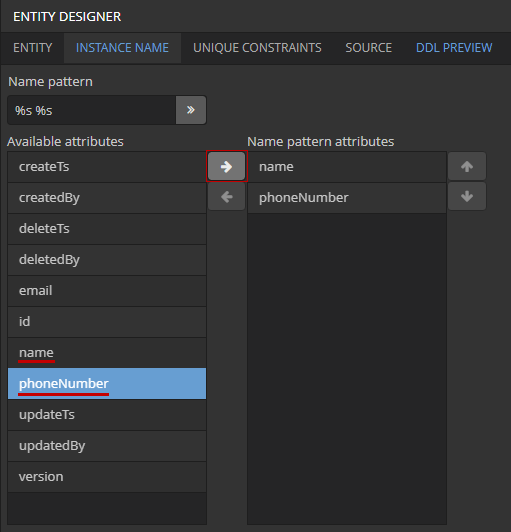 ENTITY DESIGNER
ENTITY INSTANCE NAME UNIQUE CONSTRAINTS SOURCE DDL PREVIEW
Name pattern
%s %s
Available attributes
createTs
createdBy
deleteTs
deletedBy
email
id
name
phoneNumber
updateTs
updatedBy
version
Name pattern attributes
name
phoneNumber